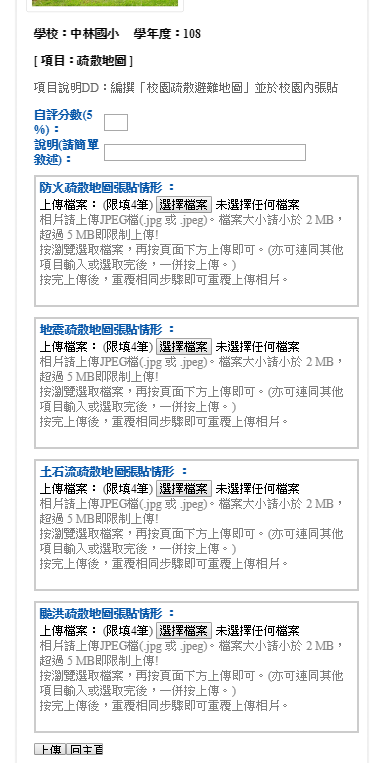 學校：中林國小 學年度：108
[ 項目：疏散地圖 ]
項目說明DD：編撰「校園疏散避難地圖」並於校園內張貼
自評分數(5
%)：
說明(請簡單
敘述)：
防火疏散地圖張貼情形：
上傳檔案： (限填4筆) 選擇檔案 未選擇任何檔案
相片請上傳JPEG檔(.jpg 或 .jpeg)。檔案大小請小於 2 MB，
超過 5 MB即限制上傳!
按瀏覽選取檔案，再按頁面下方上傳即可。(亦可連同其他
項目輸入或選取完後，一併按上傳。)
按完上傳後，重覆相同步驟即可重覆上傳相片。
地震疏散地圖張貼情形：
上傳檔案： (限填4筆) 選擇檔案 未選擇任何檔案
相片請上傳JPEG檔(.jpg 或 .jpeg)。檔案大小請小於 2 MB，
超過 5 MB即限制上傳!
按瀏覽選取檔案，再按頁面下方上傳即可。(亦可連同其他
項目輸入或選取完後，一併按上傳。)
按完上傳後，重覆相同步驟即可重覆上傳相片。
土石流疏散地圖張貼情形：
上傳檔案： (限填4筆) 選擇檔案 未選擇任何檔案
相片請上傳JPEG檔(.jpg 或 .jpeg)。檔案大小請小於 2 MB，
超過 5 MB即限制上傳!
按瀏覽選取檔案，再按頁面下方上傳即可。(亦可連同其他
項目輸入或選取完後，一併按上傳。)
按完上傳後，重覆相同步驟即可重覆上傳相片。
颱洪疏散地圖張貼情形：
上傳檔案： (限填4筆) 選擇檔案 未選擇任何檔案
相片請上傳JPEG檔(.jpg 或 .jpeg)。檔案大小請小於 2 MB，
超過 5 MB即限制上傳!
按瀏覽選取檔案，再按頁面下方上傳即可。(亦可連同其他
項目輸入或選取完後，一併按上傳。)
按完上傳後，重覆相同步驟即可重覆上傳相片。
上傳 回主頁